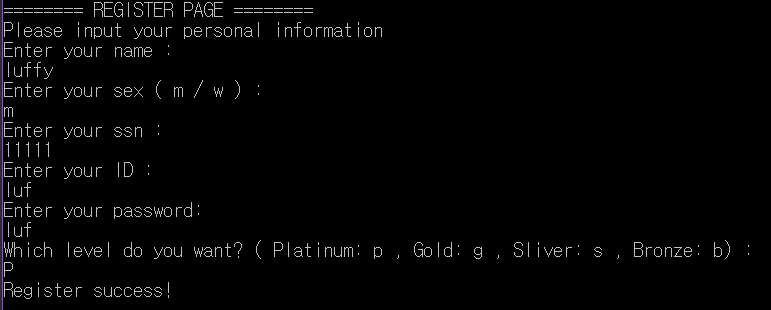 ======== REGISTER PAGE ========
Please input your personal information
Enter your name :
luffy
Enter your sex ( m / w ) :
m
Enter your ssn :
11111
Enter your ID :
luf
Enter your password:
luf
Which level do you want? ( Platinum: p , Gold: g , Sliver: s , Bronze: b) :
P
Register success!